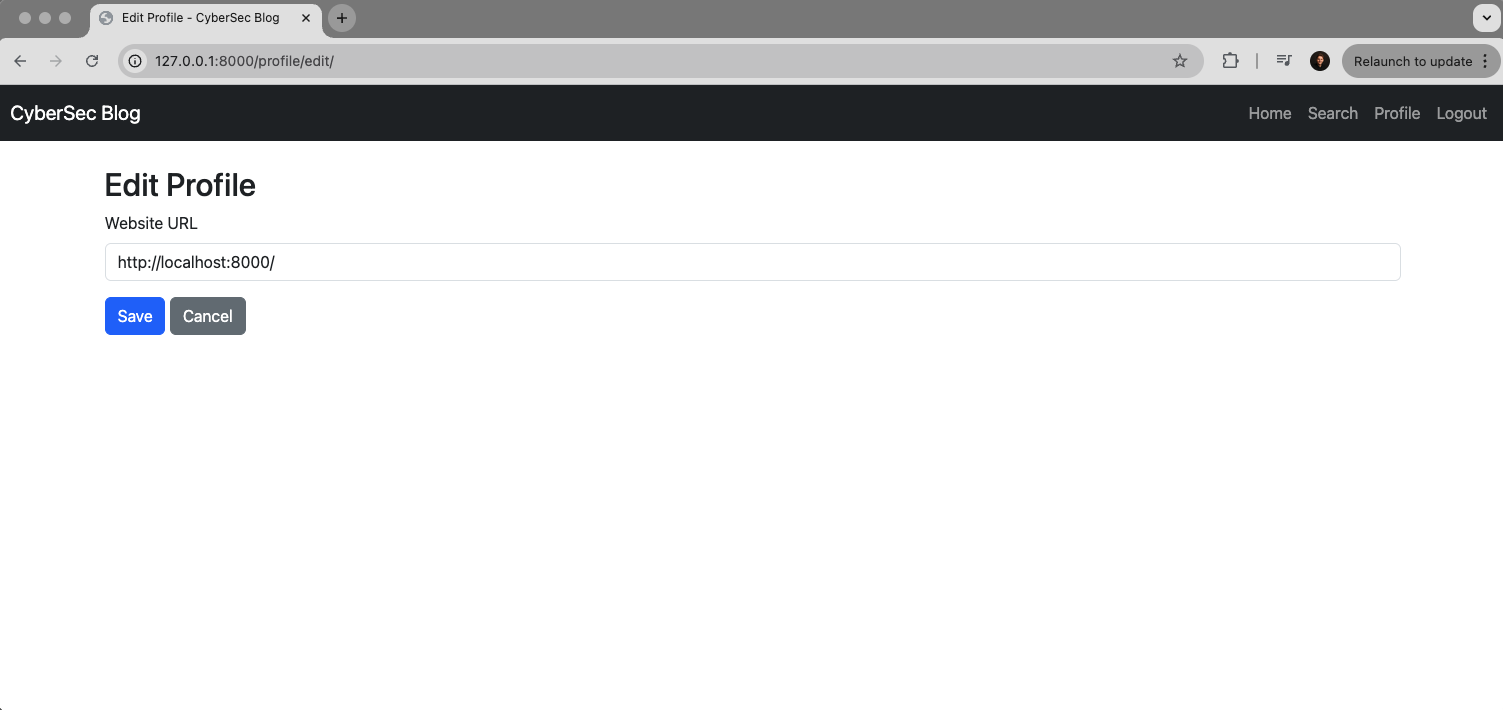 Edit Profile - CyberSec Blog
127.0.0.1:8000/profile/edit/
Relaunch to update
CyberSec Blog
Home Search Profile Logout
Edit Profile
Website URL
http://localhost:8000/
Save Cancel